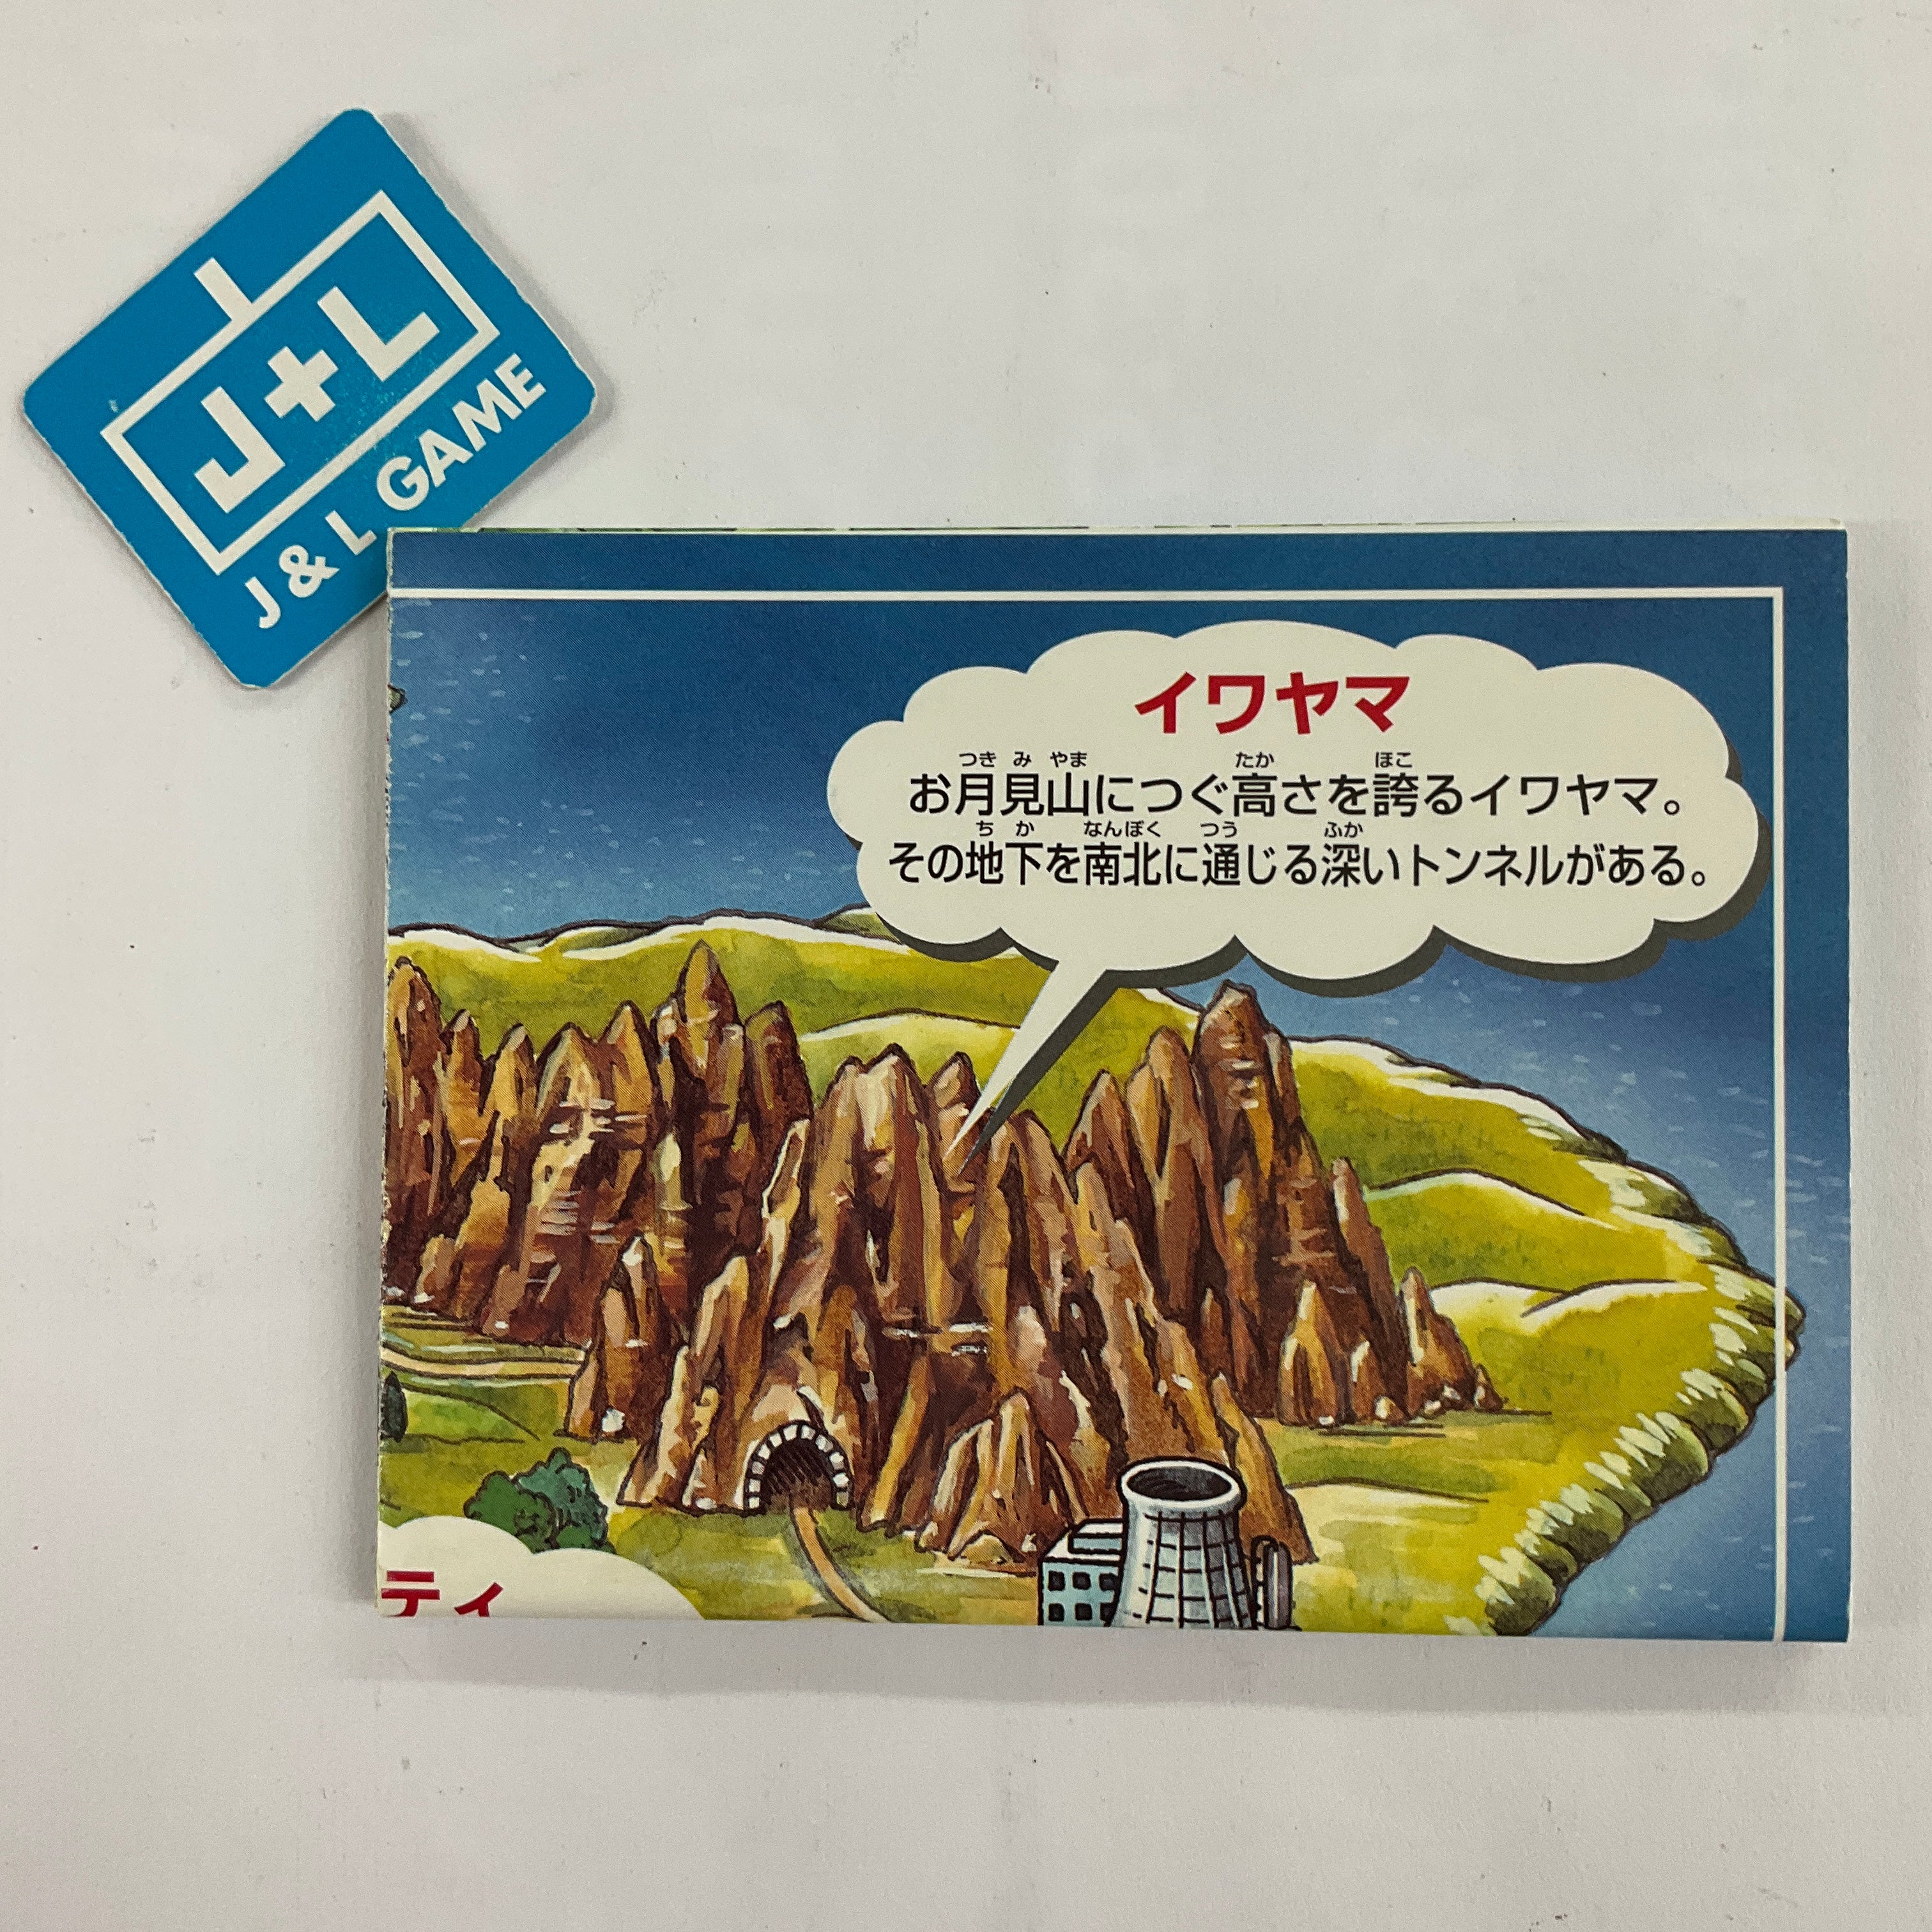 J+L
J & L GAME
イワヤマ
お月見山につぐ高さを誇るイワヤマ。
つき み やま たか ほこ
その地下を南北に通じる深いトンネルがある。
ち か なんぼく つう ふか
ティ